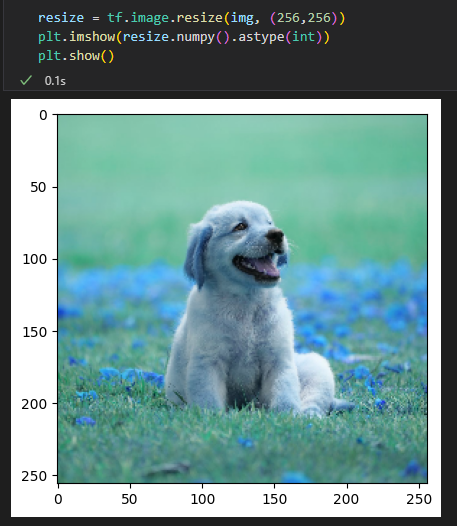 resize = tf.image.resize(img, (256,256))
plt.imshow(resize.numpy().astype(int))
plt.show()
0.1s
0
50
100
150
200
250
0 50 100 150 200 250